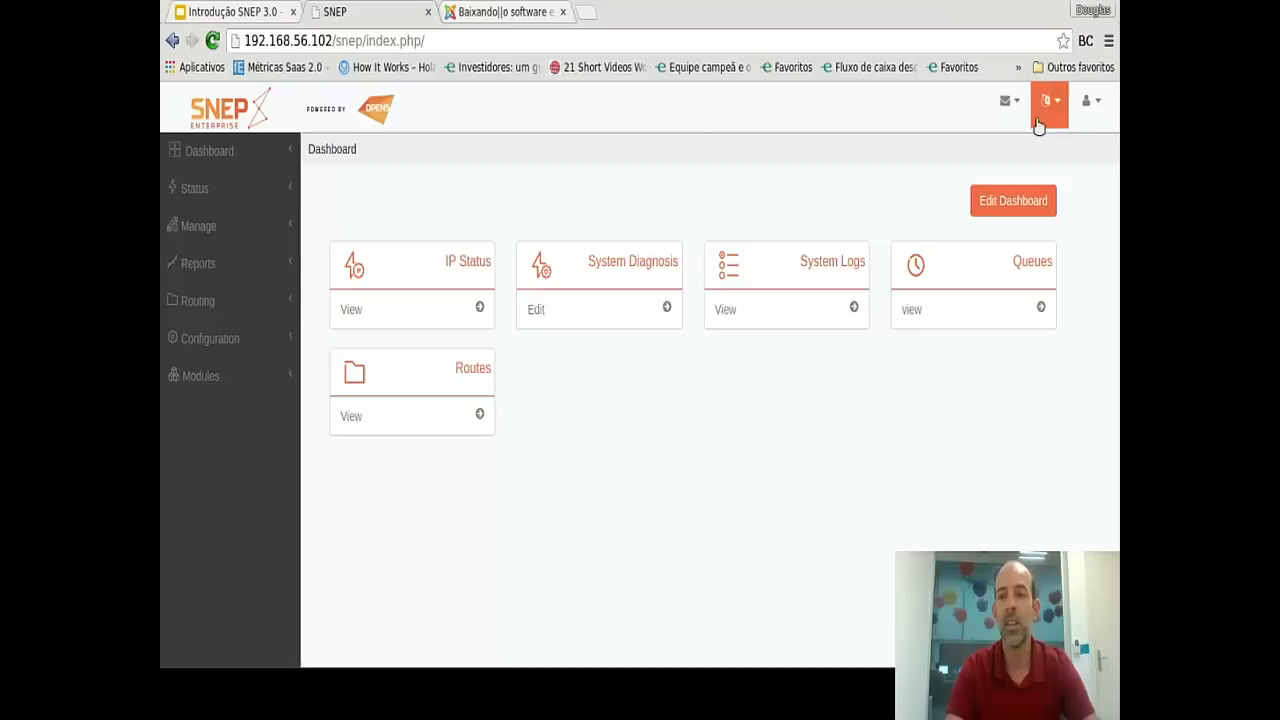 Introdução SNEP 3.0 -
SNEP
Baixando||o software e
Douglas
192.168.56.102/snep/index.php/
BC
Aplicativos
Métricas Saas 2.0 -
How It Works – Hol
Investidores: um g
21 Short Videos W
Equipe campeã e o
Favoritos
Fluxo de caixa des
Favoritos
»
Outros favoritos
SNEP
ENTERPRISE
POWERED BY
OPENS
Dashboard
Status
Manage
Reports
Routing
Configuration
Modules
Dashboard
Edit Dashboard
IP Status
View
System Diagnosis
Edit
System Logs
View
Queues
view
Routes
View